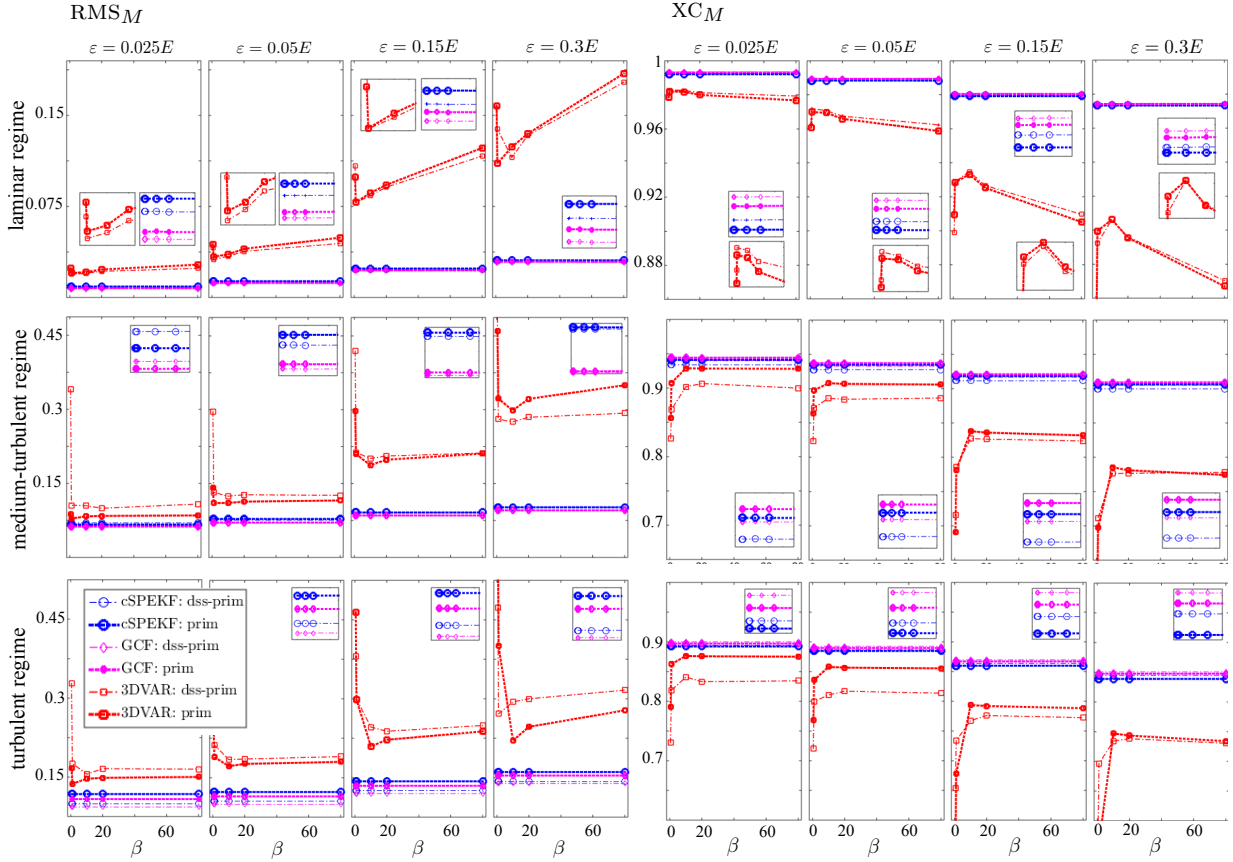 RMS_M XC_M
ε = 0.025E ε = 0.05E ε = 0.15E ε = 0.3E ε = 0.025E ε = 0.05E ε = 0.15E ε = 0.3E
laminar regime
0.15
0.075
1
0.96
0.92
0.88
medium-turbulent regime
0.45
0.3
0.15
0.9
0.8
0.7
turbulent regime
0.45
0.3
0.15
cSPEKF: dss-prim
cSPEKF: prim
GCF: dss-prim
GCF: prim
3DVAR: dss-prim
3DVAR: prim
0.9
0.8
0.7
0 20 60 0 20 60 0 20 60 0 20 60 0 20 60 0 20 60 0 20 60 0 20 60
β β β β β β β β